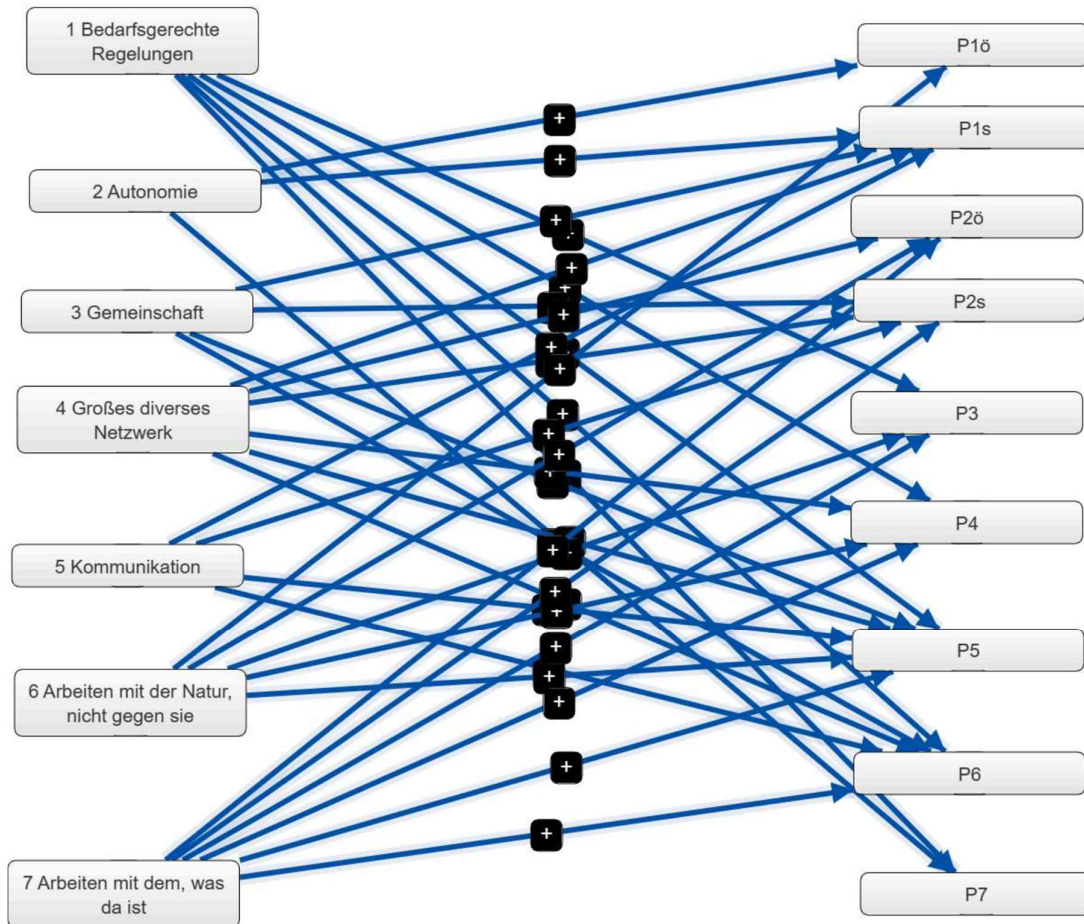 1 Bedarfsgerechte
Regelungen
2 Autonomie
3 Gemeinschaft
4 Großes diverses
Netzwerk
5 Kommunikation
6 Arbeiten mit der Natur,
nicht gegen sie
7 Arbeiten mit dem, was
da ist
P1ö
P1s
P2ö
P2s
P3
P4
P5
P6
P7